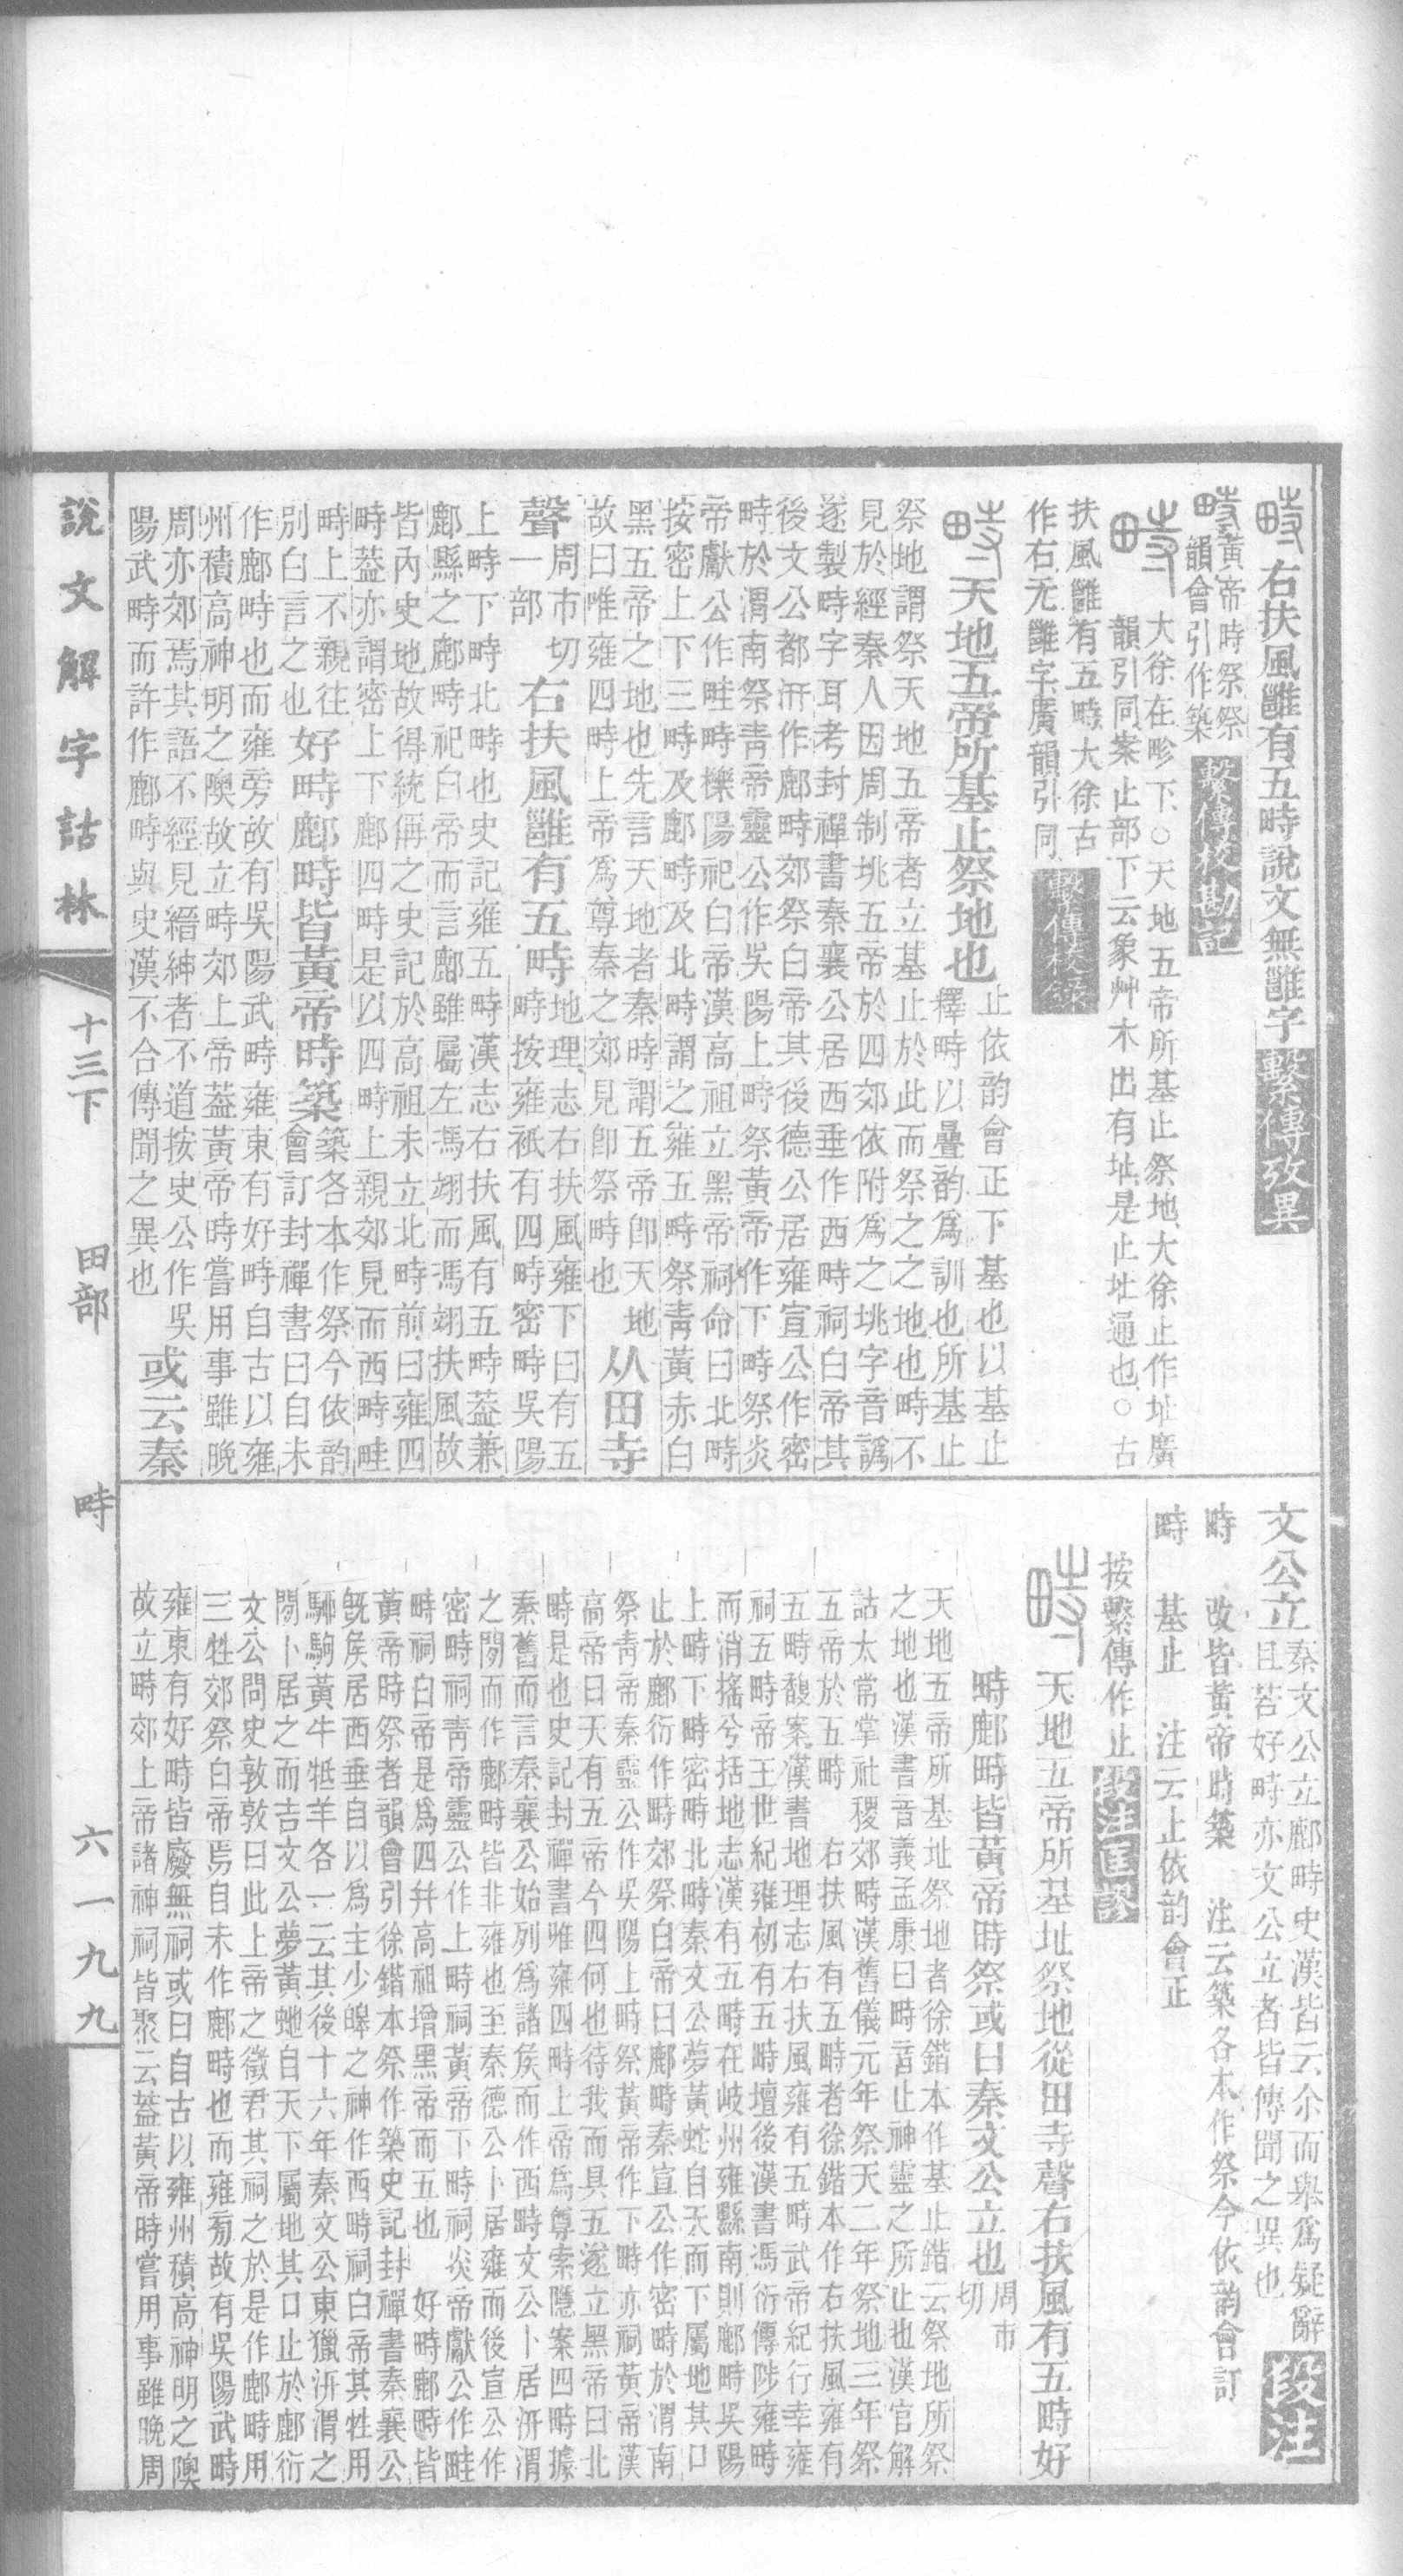 畤右扶風雝有五畤說文無雝字繫傳攷異
畤黃帝時祭祭
韻會引作築繫傳校勘記
畤大徐在畛下○天地五帝所基止祭地大徐止作址廣
韻引同案止部下云象艸木出有址是止址通也○古
扶風雝有五畤大徐古
作右无雝字廣韻引同繫傳校錄
畤天地五帝所基止祭地也止依韵會正下基也以基止
釋畤以疊韵爲訓也所基止
祭地謂祭天地五帝者立基止於此而祭之之地也畤不
見於經秦人因周制垗五帝於四郊依附爲之垗字音譌
遂製畤字耳考封禪書秦襄公居西垂作西畤祠白帝其
後文公都汧作鄜畤郊祭白帝其後德公居雍宣公作密
畤於渭南祭青帝靈公作吳陽上畤祭黃帝作下畤祭炎
帝獻公作畦畤櫟陽祀白帝漢高祖立黑帝祠命曰北畤
按密上下三畤及鄜畤及北畤謂之雍五畤祭青黃赤白
黑五帝之地也先言天地者秦畤謂五帝卽天地
故曰唯雍四畤上帝爲尊秦之郊見卽祭畤也从田寺
聲周市切
一部右扶風雝有五畤地理志右扶風雍下曰有五
畤按雍祇有四畤密畤吳陽
上畤下畤北畤也史記雍五畤漢志右扶風有五畤葢兼
鄜縣之鄜畤祀白帝而言鄜雖屬左馮翊而馮翊扶風故
皆內史地故得統偁之史記於高祖未立北畤前曰雍四
畤葢亦謂密上下鄜四畤是以四畤上親郊見而西畤畦
畤上不親往好畤鄜畤皆黃帝時築築各本作祭今依韵
別白言之也會訂封禪書曰自未
作鄜畤也而雍旁故有吳陽武畤雍東有好畤自古以雍
州積高神明之隩故立畤郊上帝葢黃帝時嘗用事雖晚
周亦郊焉其語不經見縉紳者不道按史公作吳
陽武畤而許作鄜畤與史漢不合傳聞之異也或云秦
文公立秦文公立鄜畤史漢皆云尒而舉爲疑辭
且若好畤亦文公立者皆傳聞之異也段注
畤　改皆黃帝時築　注云築各本作祭今依韵會訂
畤　基止　注云止依韵會正
按繫傳作止段注匡謬
畤天地五帝所基址祭地從田寺聲右扶風有五畤好
畤鄜畤皆黃帝時祭或曰秦文公立也周市
切
天地五帝所基址祭地者徐鍇本作基止鍇云祭地所祭
之地也漢書音義孟康曰畤音止神靈之所止也漢官解
詁太常掌社稷郊畤漢舊儀元年祭天二年祭地三年祭
五帝於五畤　右扶風有五畤者徐鍇本作右扶風雍有
五畤馥案漢書地理志右扶風雍有五畤武帝紀行幸雍
祠五畤帝王世紀雍初有五畤壇後漢書馮衍傳陟雍畤
而消搖兮括地志漢有五畤在岐州雍縣南則鄜畤吳陽
上畤下畤密畤北畤秦文公夢黃蛇自天而下屬地其口
止於鄜衍作畤郊祭白帝曰鄜畤秦宣公作密畤於渭南
祭青帝秦靈公作吳陽上畤祭黃帝作下畤亦祠黃帝漢
高帝曰天有五帝今四何也待我而具五遂立黑帝曰北
畤是也史記封禪書唯雍四畤上帝爲尊索隱案四畤據
秦舊而言秦襄公始列爲諸侯而作西畤文公卜居汧渭
之閒而作鄜畤皆非雍也至秦德公卜居雍而後宣公作
密畤祠青帝靈公作上畤祠黃帝下畤祠炎帝獻公作畦
畤祠白帝是爲四幷高祖增黑帝而五也　好畤鄜畤皆
黃帝時祭者韻會引徐鍇本祭作築史記封禪書秦襄公
旣侯居西垂自以爲主少皞之神作西畤祠白帝其牲用
駵駒黃牛羝羊各一云其後十六年秦文公東獵汧渭之
閒卜居之而吉文公夢黃虵自天下屬地其口止於鄜衍
文公問史敦敦曰此上帝之徵君其祠之於是作鄜畤用
三牲郊祭白帝焉自未作鄜畤也而雍旁故有吳陽武畤
雍東有好畤皆廢無祠或曰自古以雍州積高神明之隩
故立畤郊上帝諸神祠皆聚云葢黃帝時嘗用事雖晚周
說文解字詁林　十三下　田部　畤　六一九九